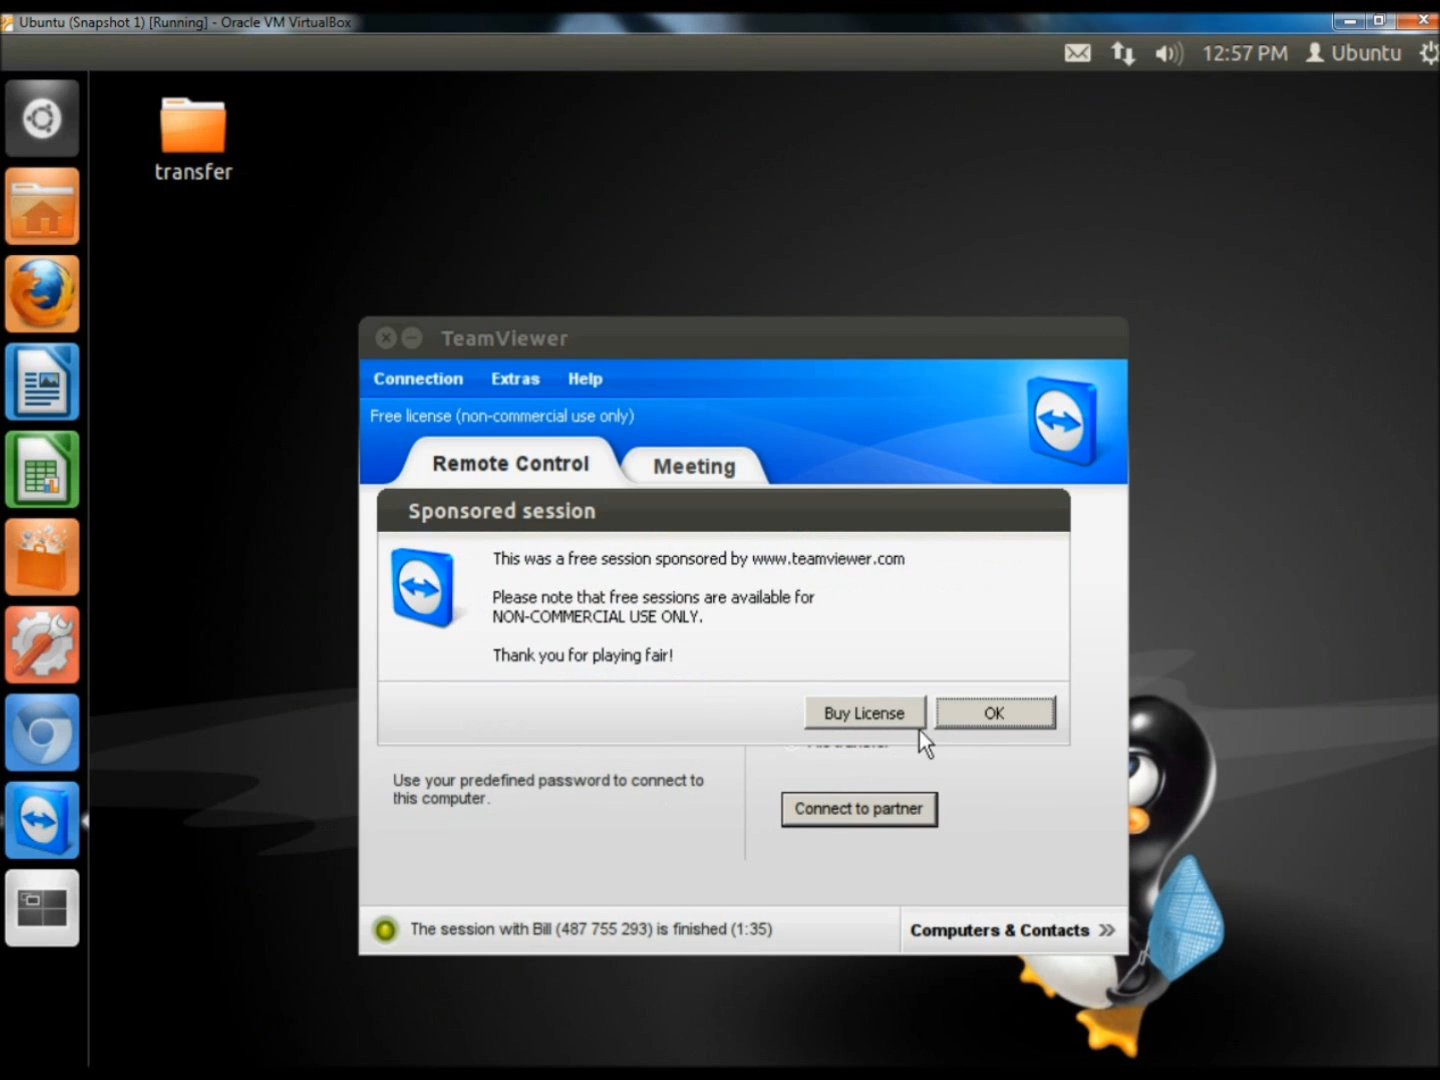 Ubuntu (Snapshot 1) [Running] - Oracle VM VirtualBox
12:57 PM Ubuntu
transfer
TeamViewer
Connection Extras Help
Free license (non-commercial use only)
Remote Control Meeting
Sponsored session
This was a free session sponsored by www.teamviewer.com
Please note that free sessions are available for
NON-COMMERCIAL USE ONLY.
Thank you for playing fair!
Buy License OK
Use your predefined password to connect to
this computer.
Connect to partner
The session with Bill (487 755 293) is finished (1:35)
Computers & Contacts »